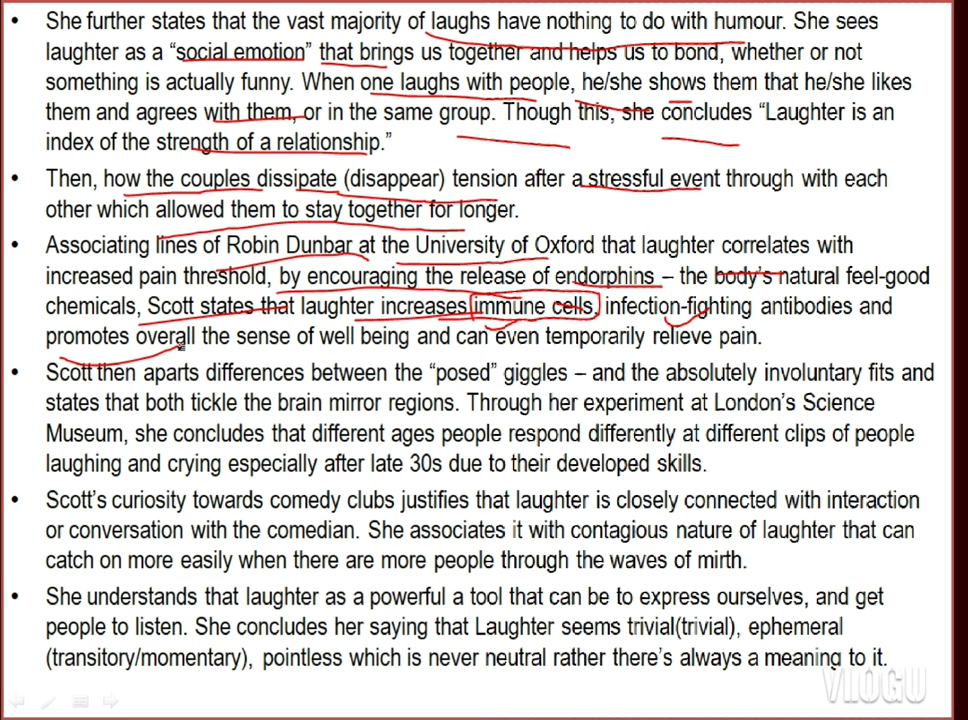 • She further states that the vast majority of laughs have nothing to do with humour. She sees
laughter as a “social emotion” that brings us together and helps us to bond, whether or not
something is actually funny. When one laughs with people, he/she shows them that he/she likes
them and agrees with them, or in the same group. Though this, she concludes “Laughter is an
index of the strength of a relationship.”
• Then, how the couples dissipate (disappear) tension after a stressful event through with each
other which allowed them to stay together for longer.
• Associating lines of Robin Dunbar at the University of Oxford that laughter correlates with
increased pain threshold, by encouraging the release of endorphins – the body’s natural feel-good
chemicals, Scott states that laughter increases immune cells, infection-fighting antibodies and
promotes overall the sense of well being and can even temporarily relieve pain.
• Scott then aparts differences between the “posed” giggles – and the absolutely involuntary fits and
states that both tickle the brain mirror regions. Through her experiment at London’s Science
Museum, she concludes that different ages people respond differently at different clips of people
laughing and crying especially after late 30s due to their developed skills.
• Scott’s curiosity towards comedy clubs justifies that laughter is closely connected with interaction
or conversation with the comedian. She associates it with contagious nature of laughter that can
catch on more easily when there are more people through the waves of mirth.
• She understands that laughter as a powerful a tool that can be to express ourselves, and get
people to listen. She concludes her saying that Laughter seems trivial(trivial), ephemeral
(transitory/momentary), pointless which is never neutral rather there’s always a meaning to it.
VLOGU